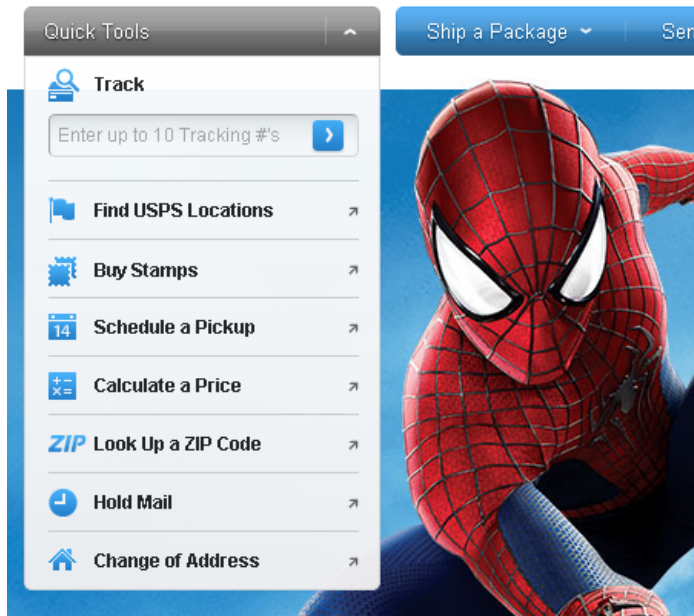 Quick Tools
Ship a Package
Track
Enter up to 10 Tracking #'s
Find USPS Locations
Buy Stamps
14 Schedule a Pickup
Calculate a Price
ZIP Look Up a ZIP Code
Hold Mail
Change of Address